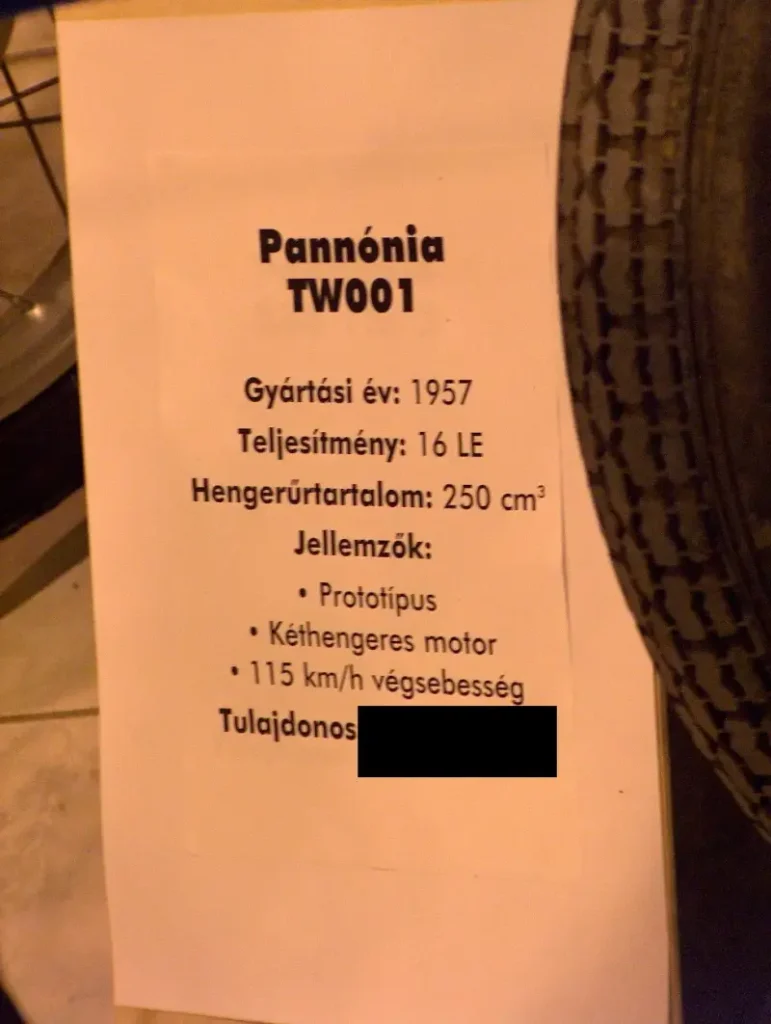 Pannónia
TW001
Gyártási év: 1957
Teljesítmény: 16 LE
Hengerűrtartalom: 250 cm³
Jellemzők:
• Prototípus
• Kéthengeres motor
• 115 km/h végsebesség
Tulajdonos